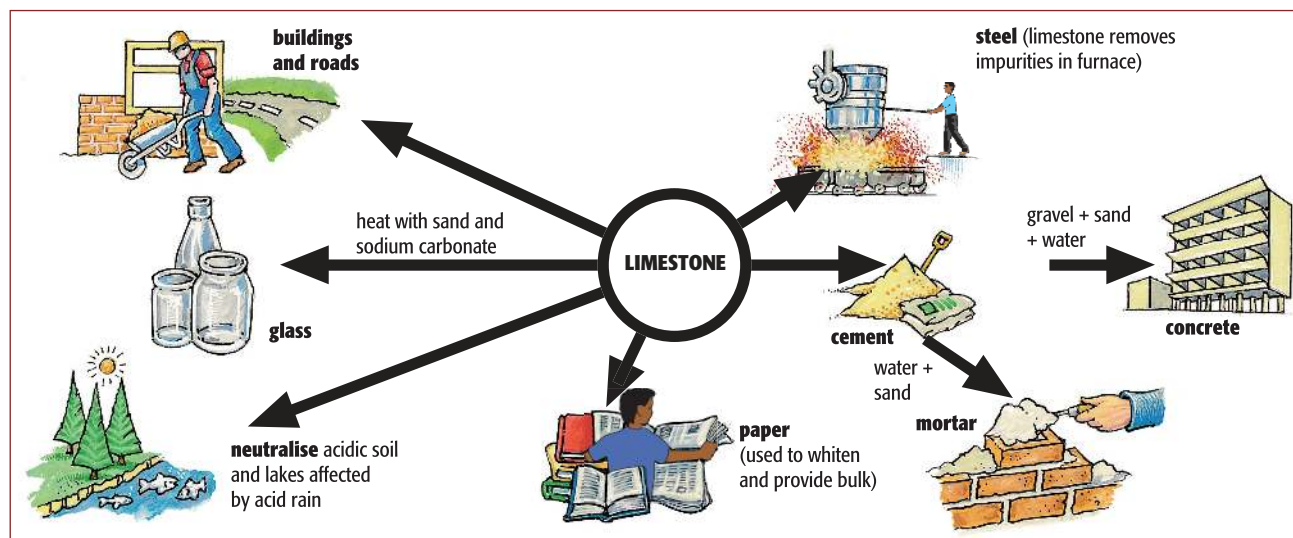 buildings
and roads
steel (limestone removes
impurities in furnace)
heat with sand and
sodium carbonate
LIMESTONE
gravel + sand
+ water
glass
cement
concrete
water +
sand
neutralise acidic soil
and lakes affected
by acid rain
paper
(used to whiten
and provide bulk)
mortar